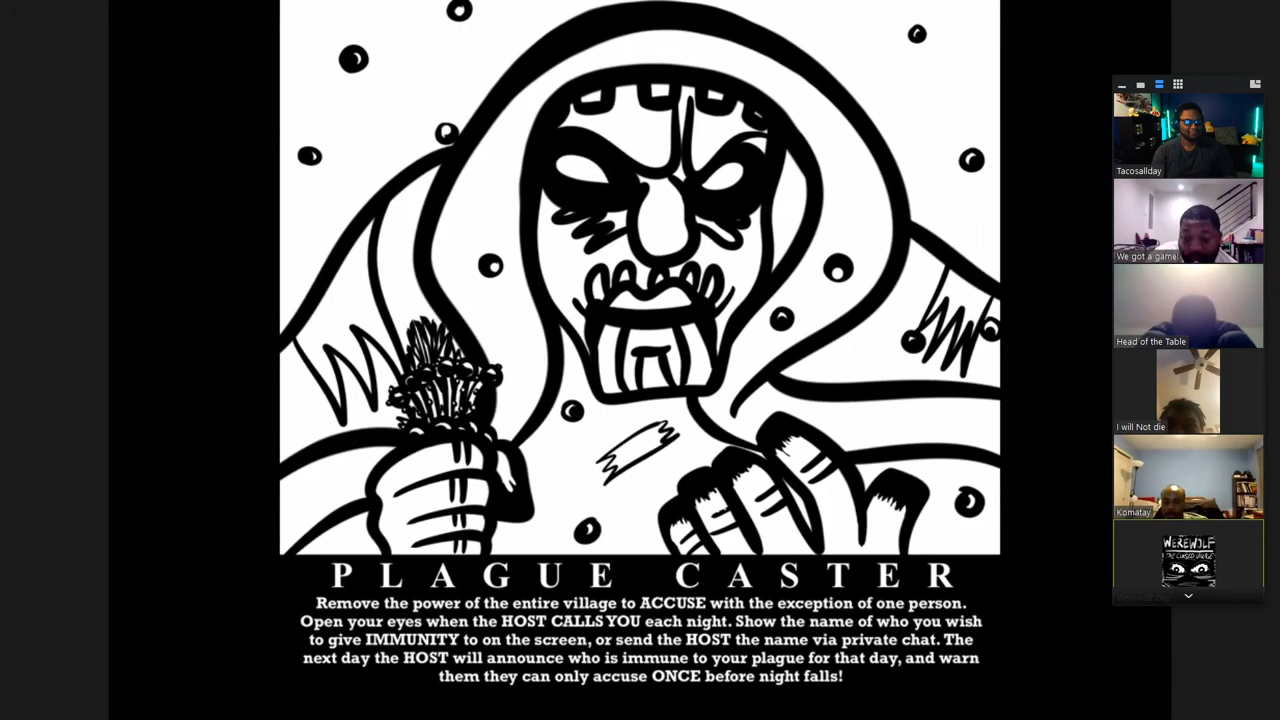 PLAGUE CASTER
Remove the power of the entire village to ACCUSE with the exception of one person.
Open your eyes when the HOST CALLS YOU each night. Show the name of who you wish
to give IMMUNITY to on the screen, or send the HOST the name via private chat. The
next day the HOST will announce who is immune to your plague for that day, and warn
them they can only accuse ONCE before night falls!
Tacosallday
We got a game!
Head of the Table
I will Not die
Komatay
WEREWOLF
THE CURSED VILLAGE